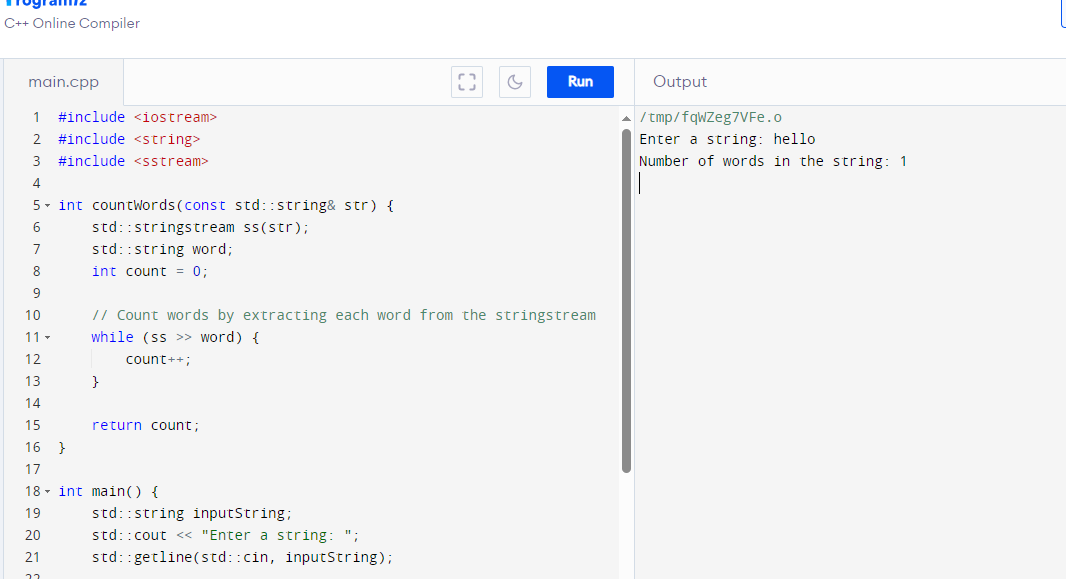 Programiz
C++ Online Compiler
main.cpp
Run
Output
1 #include <iostream>
2 #include <string>
3 #include <sstream>
4
5 int countWords(const std::string& str) {
6 std::stringstream ss(str);
7 std::string word;
8 int count = 0;
9
10 // Count words by extracting each word from the stringstream
11 while (ss >> word) {
12 count++;
13 }
14
15 return count;
16 }
17
18 int main() {
19 std::string inputString;
20 std::cout << "Enter a string: ";
21 std::getline(std::cin, inputString);
22
/tmp/fqWZeg7VFe.o
Enter a string: hello
Number of words in the string: 1